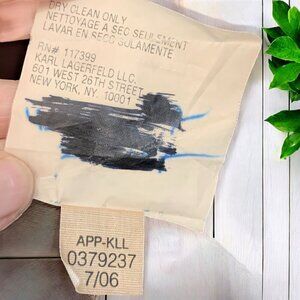 DRY CLEAN ONLY
NETTOYAGE A SEC SEULEMENT
LAVAR EN SECO SOLAMENTE
RN# 117399
KARL LAGERFELD LLC.
601 WEST 26TH STREET
NEW YORK, NY. 10001
APP-KLL
0379237
7/06